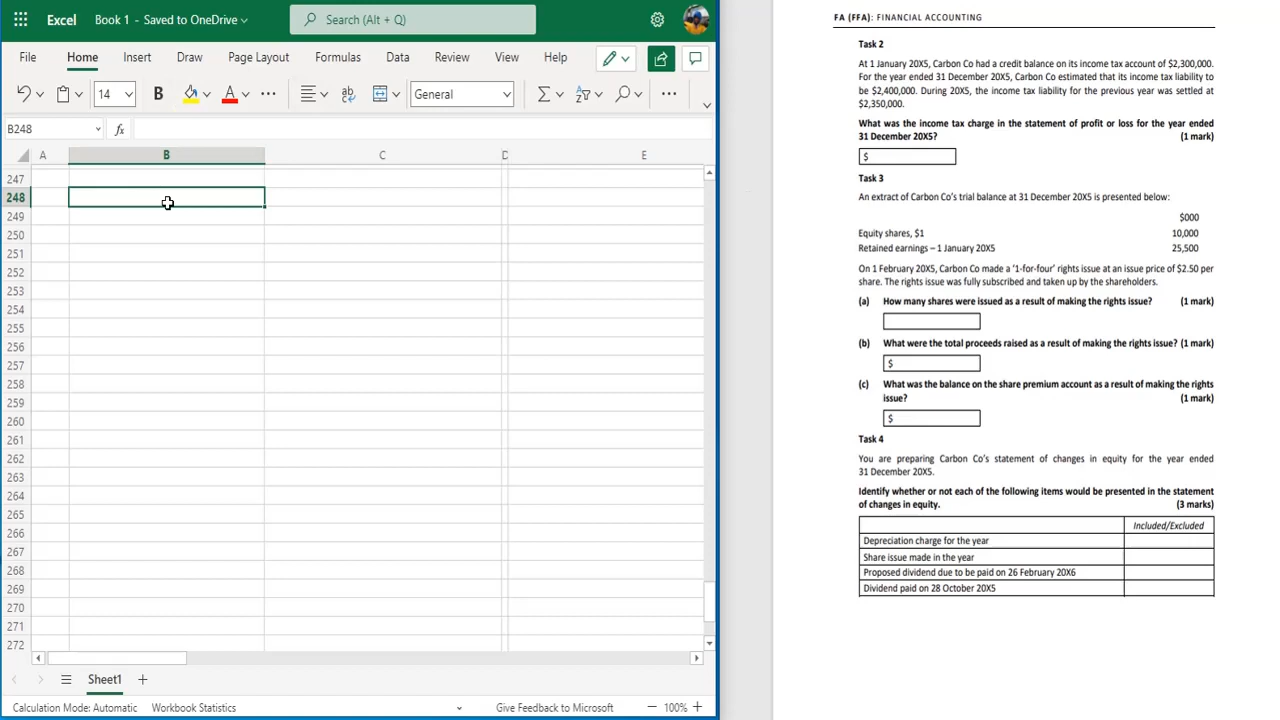 Excel
Book 1 - Saved to OneDrive
Search (Alt + Q)
File Home Insert Draw Page Layout Formulas Data Review View Help
14 B A General
B248 fx
A B C D E
247
248
249
250
251
252
253
254
255
256
257
258
259
260
261
262
263
264
265
266
267
268
269
270
271
272
Sheet1
Calculation Mode: Automatic Workbook Statistics Give Feedback to Microsoft 100%
FA (FFA): FINANCIAL ACCOUNTING
Task 2
At 1 January 20X5, Carbon Co had a credit balance on its income tax account of $2,300,000.
For the year ended 31 December 20X5, Carbon Co estimated that its income tax liability to
be $2,400,000. During 20X5, the income tax liability for the previous year was settled at
$2,350,000.
What was the income tax charge in the statement of profit or loss for the year ended
31 December 20X5? (1 mark)
$
Task 3
An extract of Carbon Co's trial balance at 31 December 20X5 is presented below:
$000
Equity shares, $1 10,000
Retained earnings – 1 January 20X5 25,500
On 1 February 20X5, Carbon Co made a '1-for-four' rights issue at an issue price of $2.50 per
share. The rights issue was fully subscribed and taken up by the shareholders.
(a) How many shares were issued as a result of making the rights issue? (1 mark)
(b) What were the total proceeds raised as a result of making the rights issue? (1 mark)
$
(c) What was the balance on the share premium account as a result of making the rights
issue? (1 mark)
$
Task 4
You are preparing Carbon Co's statement of changes in equity for the year ended
31 December 20X5.
Identify whether or not each of the following items would be presented in the statement
of changes in equity. (3 marks)
Included/Excluded
Depreciation charge for the year
Share issue made in the year
Proposed dividend due to be paid on 26 February 20X6
Dividend paid on 28 October 20X5